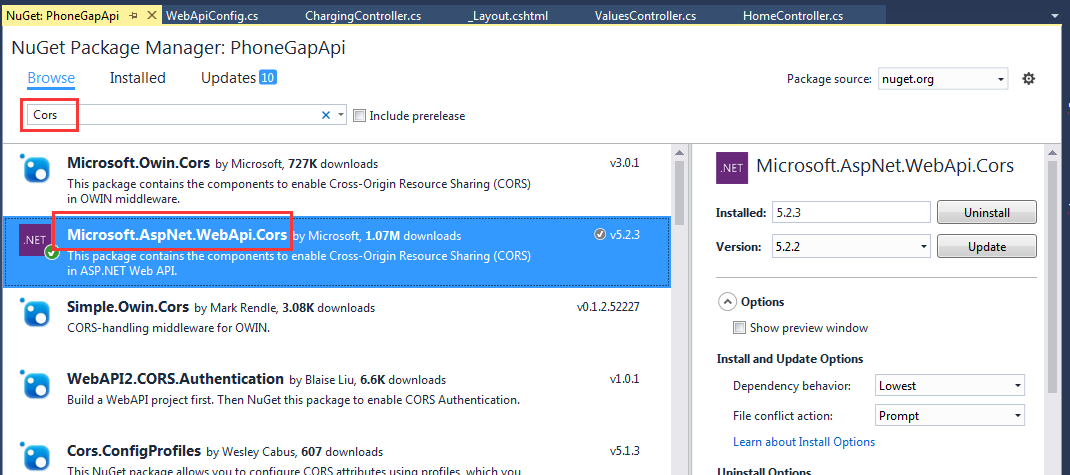 NuGet: PhoneGapApi WebApiConfig.cs ChargingController.cs _Layout.cshtml ValuesController.cs HomeController.cs
NuGet Package Manager: PhoneGapApi
Browse Installed Updates 10
Package source: nuget.org
Cors
Include prerelease
Microsoft.Owin.Cors by Microsoft, 727K downloads v3.0.1
This package contains the components to enable Cross-Origin Resource Sharing (CORS)
in OWIN middleware.
.NET Microsoft.AspNet.WebApi.Cors by Microsoft, 1.07M downloads v5.2.3
This package contains the components to enable Cross-Origin Resource Sharing (CORS)
in ASP.NET Web API.
Simple.Owin.Cors by Mark Rendle, 3.08K downloads v0.1.2.52227
CORS-handling middleware for OWIN.
WebAPI2.CORS.Authentication by Blaise Liu, 6.6K downloads v1.0.1
Build a WebAPI project first. Then NuGet this package to enable CORS Authentication.
Cors.ConfigProfiles by Wesley Cabus, 607 downloads v5.1.3
This NuGet package allows you to configure CORS attributes using profiles, which you
.NET Microsoft.AspNet.WebApi.Cors
Installed: 5.2.3 Uninstall
Version: 5.2.2 Update
Options
Show preview window
Install and Update Options
Dependency behavior: Lowest
File conflict action: Prompt
Learn about Install Options
Uninstall Options